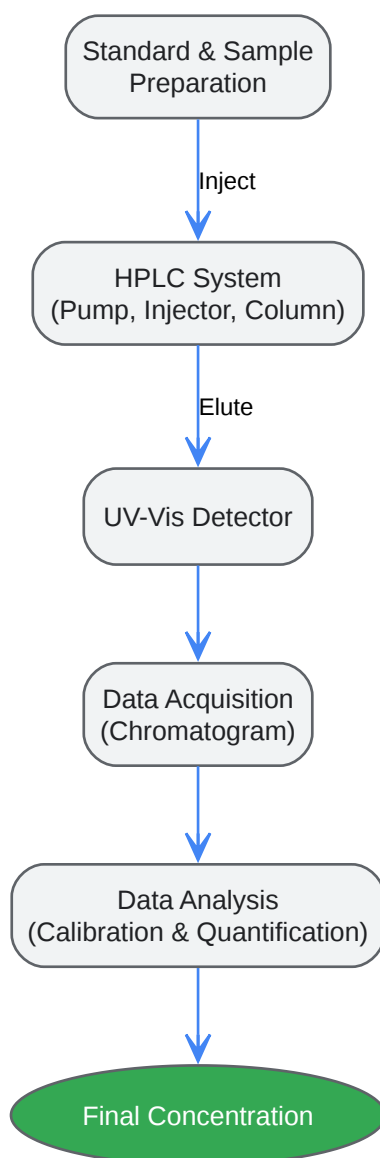 Standard & Sample
Preparation
Inject
HPLC System
(Pump, Injector, Column)
Elute
UV-Vis Detector
Data Acquisition
(Chromatogram)
Data Analysis
(Calibration & Quantification)
Final Concentration